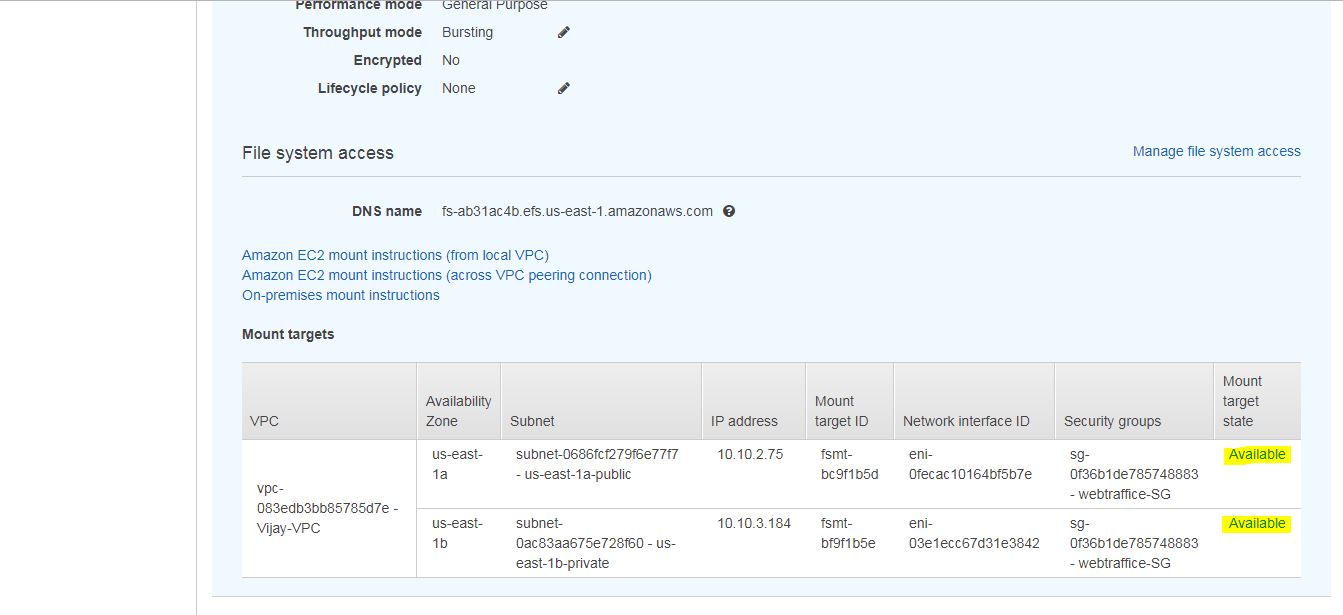 Performance mode General Purpose
Throughput mode Bursting
Encrypted No
Lifecycle policy None
File system access Manage file system access
DNS name fs-ab31ac4b.efs.us-east-1.amazonaws.com
Amazon EC2 mount instructions (from local VPC)
Amazon EC2 mount instructions (across VPC peering connection)
On-premises mount instructions
Mount targets
VPC
Availability
Zone
Subnet
IP address
Mount
target ID
Network interface ID
Security groups
Mount
target
state
vpc-
083edb3bb85785d7e -
Vijay-VPC
us-east-
1a
subnet-0686fcf279f6e77f7
- us-east-1a-public
10.10.2.75
fsmt-
bc9f1b5d
eni-
0fecac10164bf5b7e
sg-
0f36b1de785748883
- webtraffice-SG
Available
us-east-
1b
subnet-
0ac83aa675e728f60 - us-
east-1b-private
10.10.3.184
fsmt-
bf9f1b5e
eni-
03e1ecc67d31e3842
sg-
0f36b1de785748883
- webtraffice-SG
Available